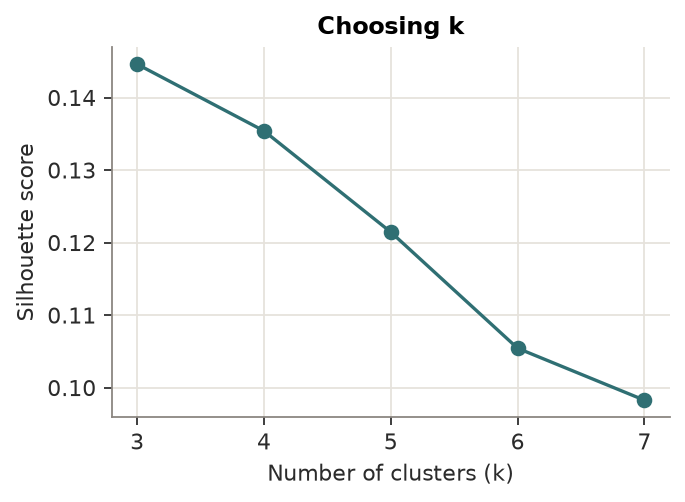 Choosing k
Silhouette score
0.14
0.13
0.12
0.11
0.10
3 4 5 6 7
Number of clusters (k)